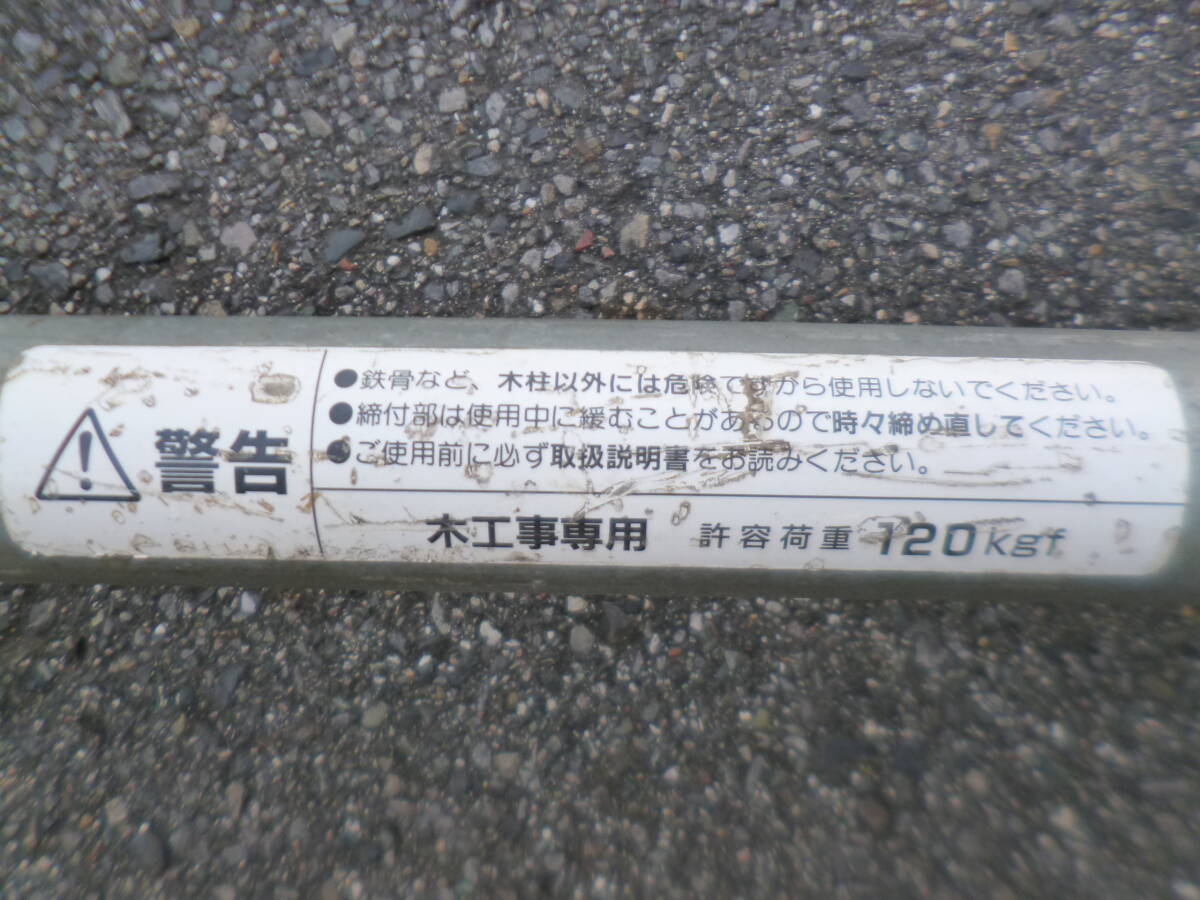 警告
●鉄骨など、木柱以外には危険ですから使用しないでください。
●締付部は使用中に緩むことがあるので時々締め直してください。
●ご使用前に必ず取扱説明書をお読みください。
木工事専用 許容荷重 120kgf